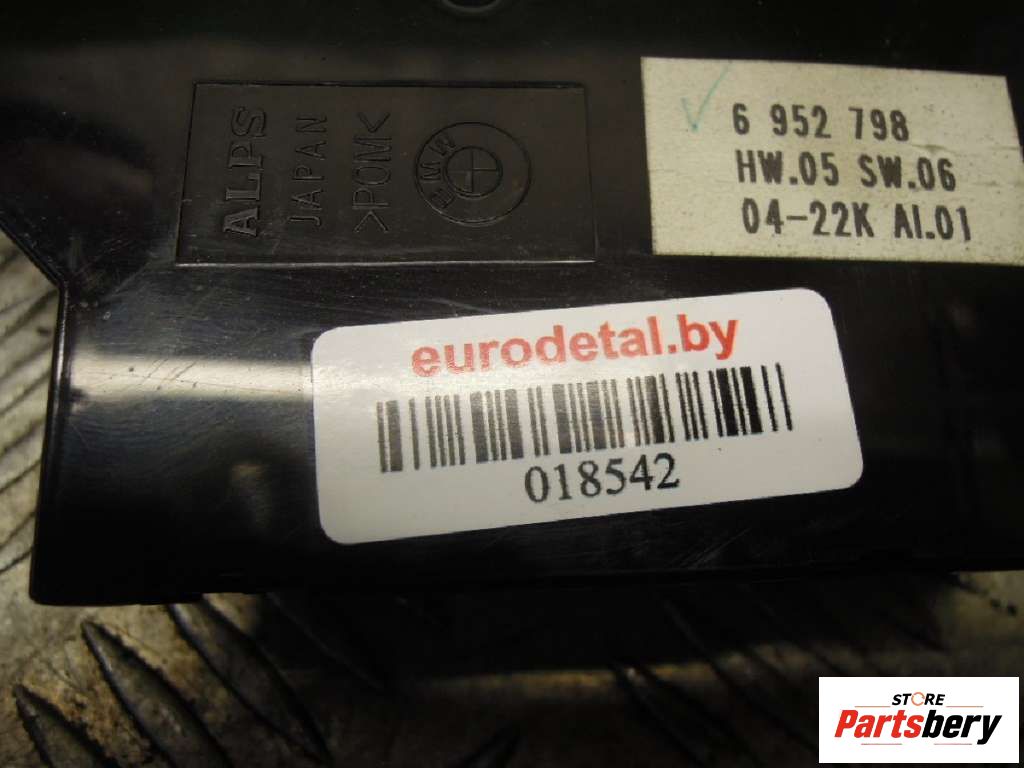 ALPS
JAPAN
>POM<
BMW
6 952 798
HW.05 SW.06
04-22K AI.01
eurodetal.by
018542
STORE
Partsbery